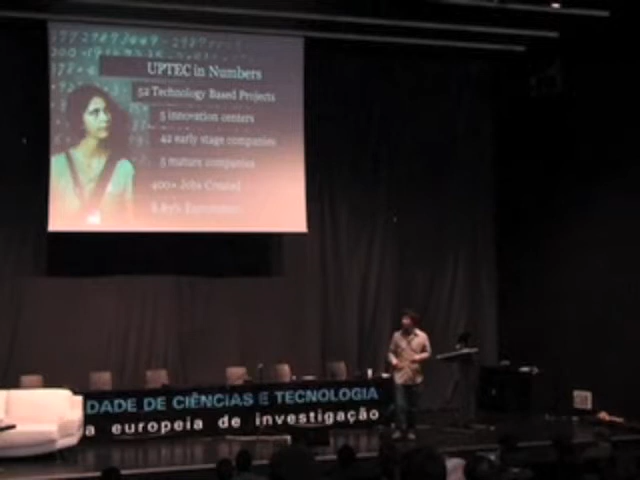 UPTEC in Numbers
52 Technology Based Projects
5 innovation centers
42 early stage companies
5 mature companies
400+ Jobs Created
DADE DE CIÊNCIAS E TECNOLOGIA
a europeia de investigação